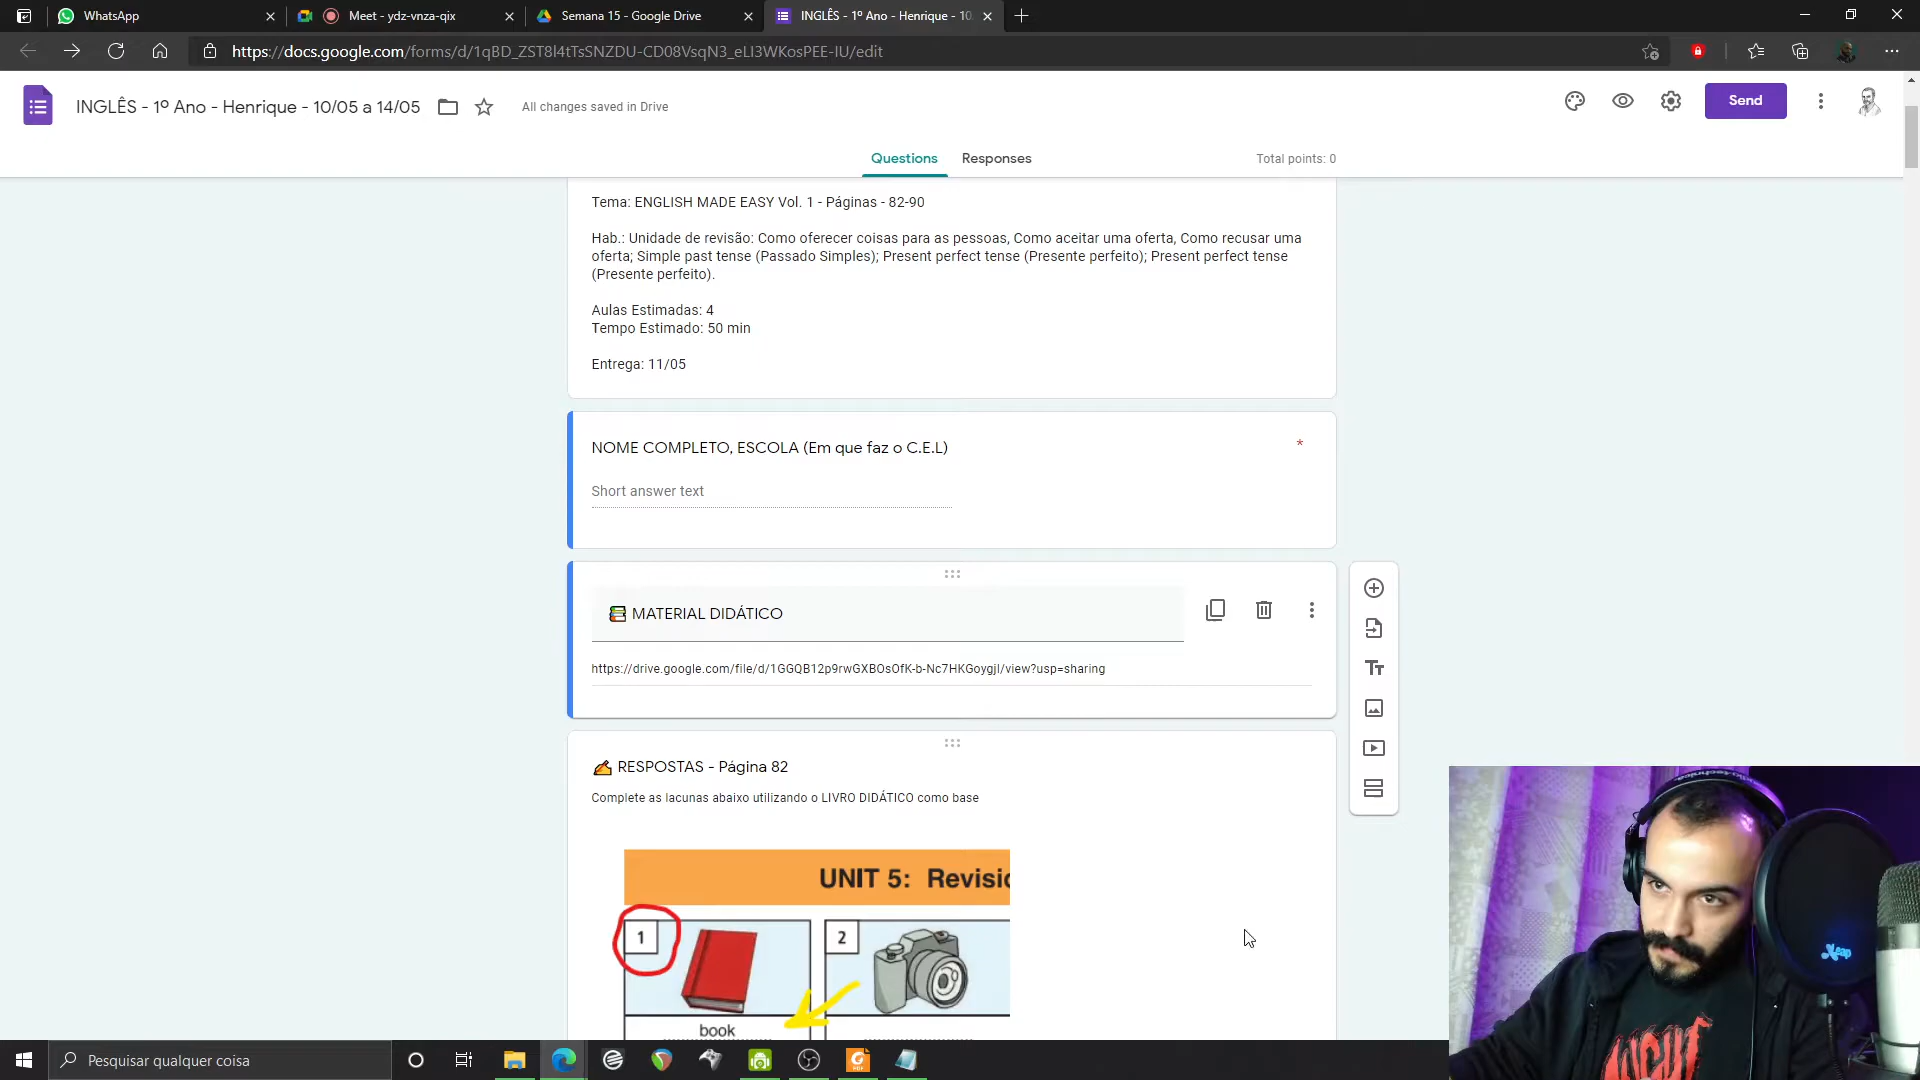 WhatsApp
Meet - ydz-vnza-qix
Semana 15 - Google Drive
INGLÊS - 1º Ano - Henrique - 10
https://docs.google.com/forms/d/1qBD_ZST8l4tTsSNZDU-CD08VsqN3_eLI3WKosPEE-IU/edit
INGLÊS - 1º Ano - Henrique - 10/05 a 14/05
All changes saved in Drive
Send
Questions
Responses
Total points: 0
Tema: ENGLISH MADE EASY Vol. 1 - Páginas - 82-90
Hab.: Unidade de revisão: Como oferecer coisas para as pessoas, Como aceitar uma oferta, Como recusar uma
oferta; Simple past tense (Passado Simples); Present perfect tense (Presente perfeito); Present perfect tense
(Presente perfeito).
Aulas Estimadas: 4
Tempo Estimado: 50 min
Entrega: 11/05
NOME COMPLETO, ESCOLA (Em que faz o C.E.L)
*
Short answer text
MATERIAL DIDÁTICO
https://drive.google.com/file/d/1GGQB12p9rwGXBOsOfK-b-Nc7HKGoygjI/view?usp=sharing
RESPOSTAS - Página 82
Complete as lacunas abaixo utilizando o LIVRO DIDÁTICO como base
UNIT 5: Revisio
1
2
book
Pesquisar qualquer coisa